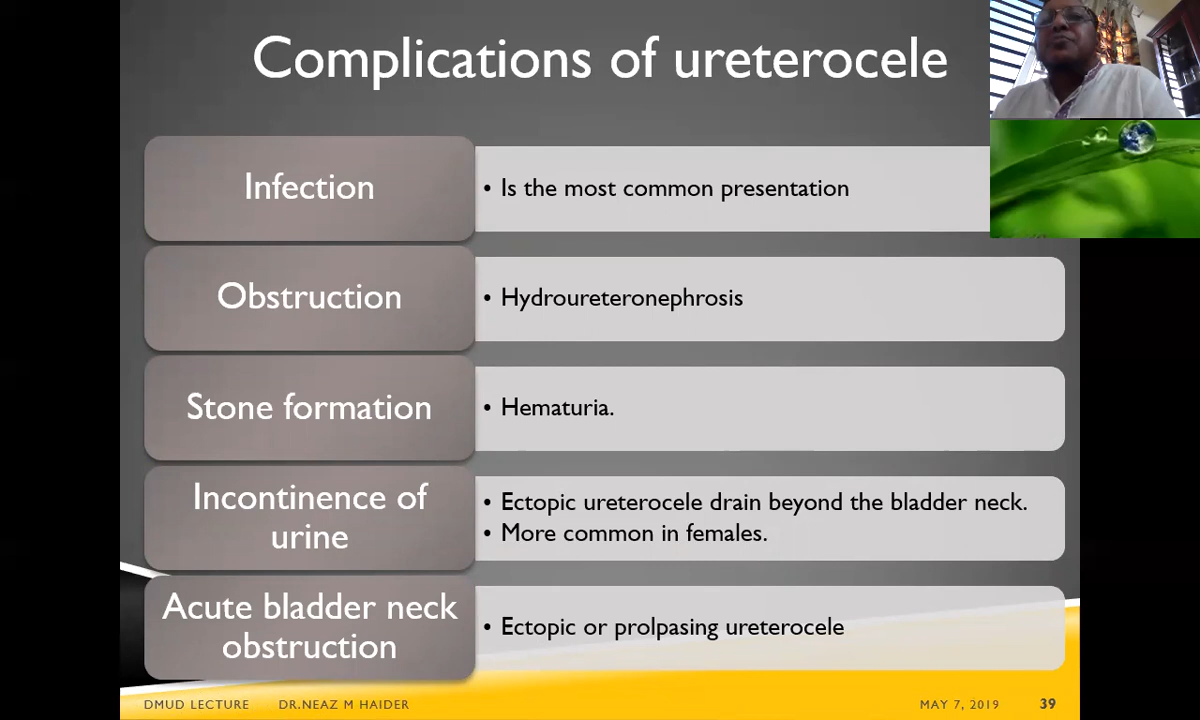 Complications of ureterocele
Infection
• Is the most common presentation
Obstruction
• Hydroureteronephrosis
Stone formation
• Hematuria.
Incontinence of
urine
• Ectopic ureterocele drain beyond the bladder neck.
• More common in females.
Acute bladder neck
obstruction
• Ectopic or prolpasing ureterocele
DMUD LECTURE DR.NEAZ M HAIDER
MAY 7, 2019 39